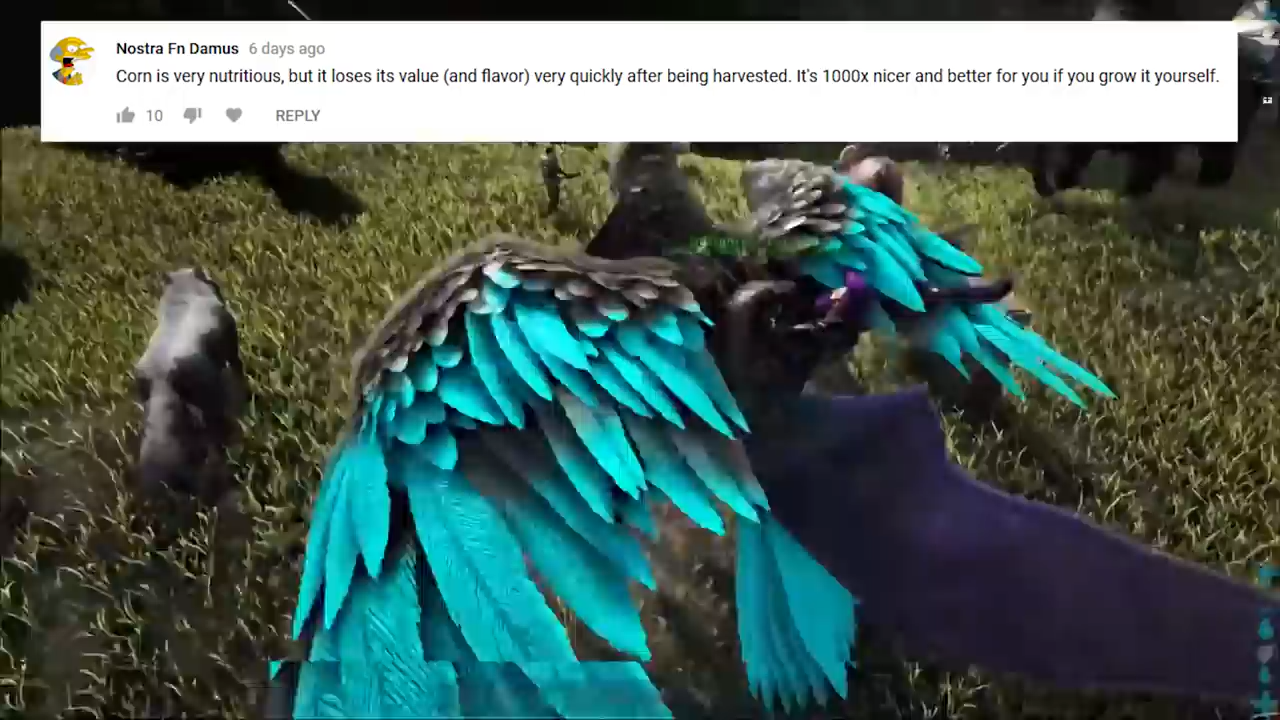 Nostra Fn Damus 6 days ago
Corn is very nutritious, but it loses its value (and flavor) very quickly after being harvested. It's 1000x nicer and better for you if you grow it yourself.
10 REPLY